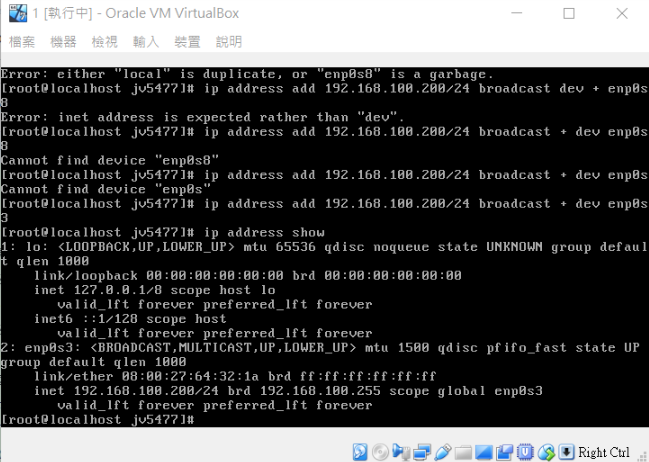 1 [執行中] - Oracle VM VirtualBox
檔案 機器 檢視 輸入 裝置 說明
Error: either "local" is duplicate, or "enp0s8" is a garbage.
[root@localhost jv5477]# ip address add 192.168.100.200/24 broadcast dev + enp0s
8
Error: inet address is expected rather than "dev".
[root@localhost jv5477]# ip address add 192.168.100.200/24 broadcast + dev enp0s
8
Cannot find device "enp0s8"
[root@localhost jv5477]# ip address add 192.168.100.200/24 broadcast + dev enp0s
Cannot find device "enp0s"
[root@localhost jv5477]# ip address add 192.168.100.200/24 broadcast + dev enp0s
3
[root@localhost jv5477]# ip address show
1: lo: <LOOPBACK,UP,LOWER_UP> mtu 65536 qdisc noqueue state UNKNOWN group defaul
t qlen 1000
link/loopback 00:00:00:00:00:00 brd 00:00:00:00:00:00
inet 127.0.0.1/8 scope host lo
valid_lft forever preferred_lft forever
inet6 ::1/128 scope host
valid_lft forever preferred_lft forever
2: enp0s3: <BROADCAST,MULTICAST,UP,LOWER_UP> mtu 1500 qdisc pfifo_fast state UP
group default qlen 1000
link/ether 08:00:27:64:32:1a brd ff:ff:ff:ff:ff:ff
inet 192.168.100.200/24 brd 192.168.100.255 scope global enp0s3
valid_lft forever preferred_lft forever
[root@localhost jv5477]#
Right Ctrl